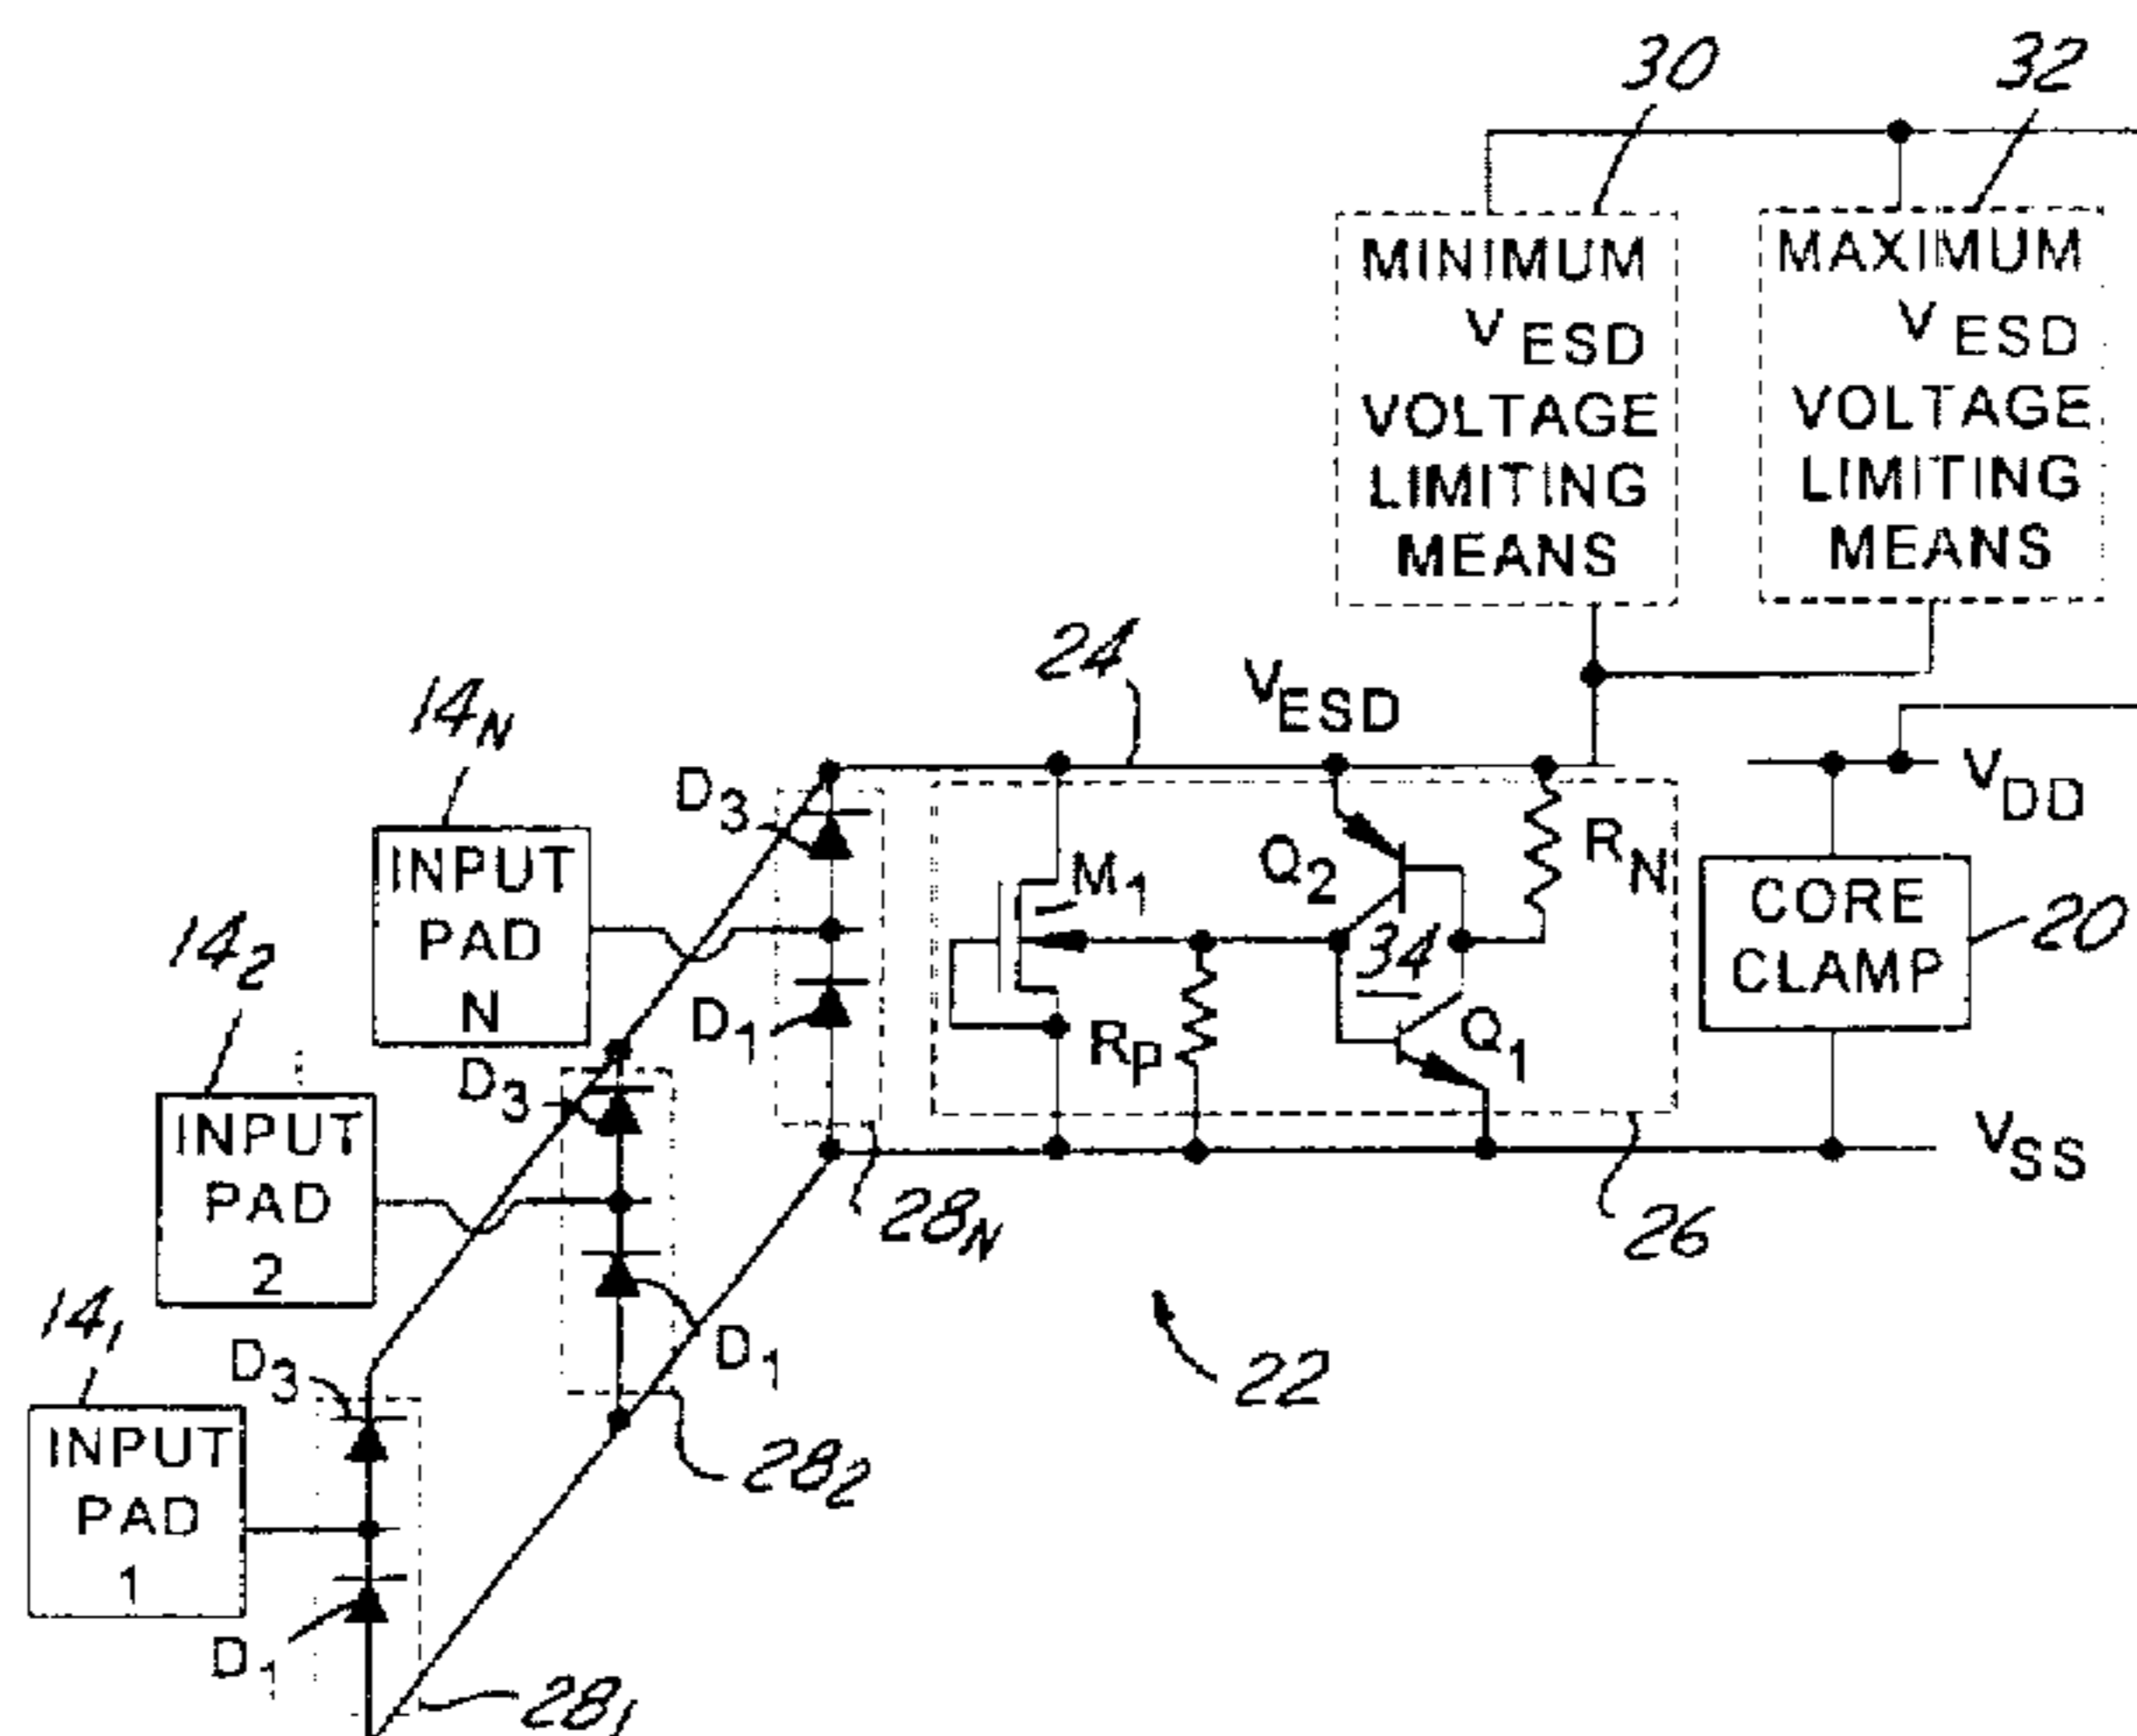 30
32
MINIMUM
VESD
VOLTAGE
LIMITING
MEANS
MAXIMUM
VESD
VOLTAGE
LIMITING
MEANS
24
VESD
14N
D3
INPUT
PAD
N
D1
M1
RP
Q2
34
Q1
RN
VDD
CORE
CLAMP
20
VSS
26
28N
22
142
INPUT
PAD
2
D3
D1
282
141
INPUT
PAD
1
D3
D1
281